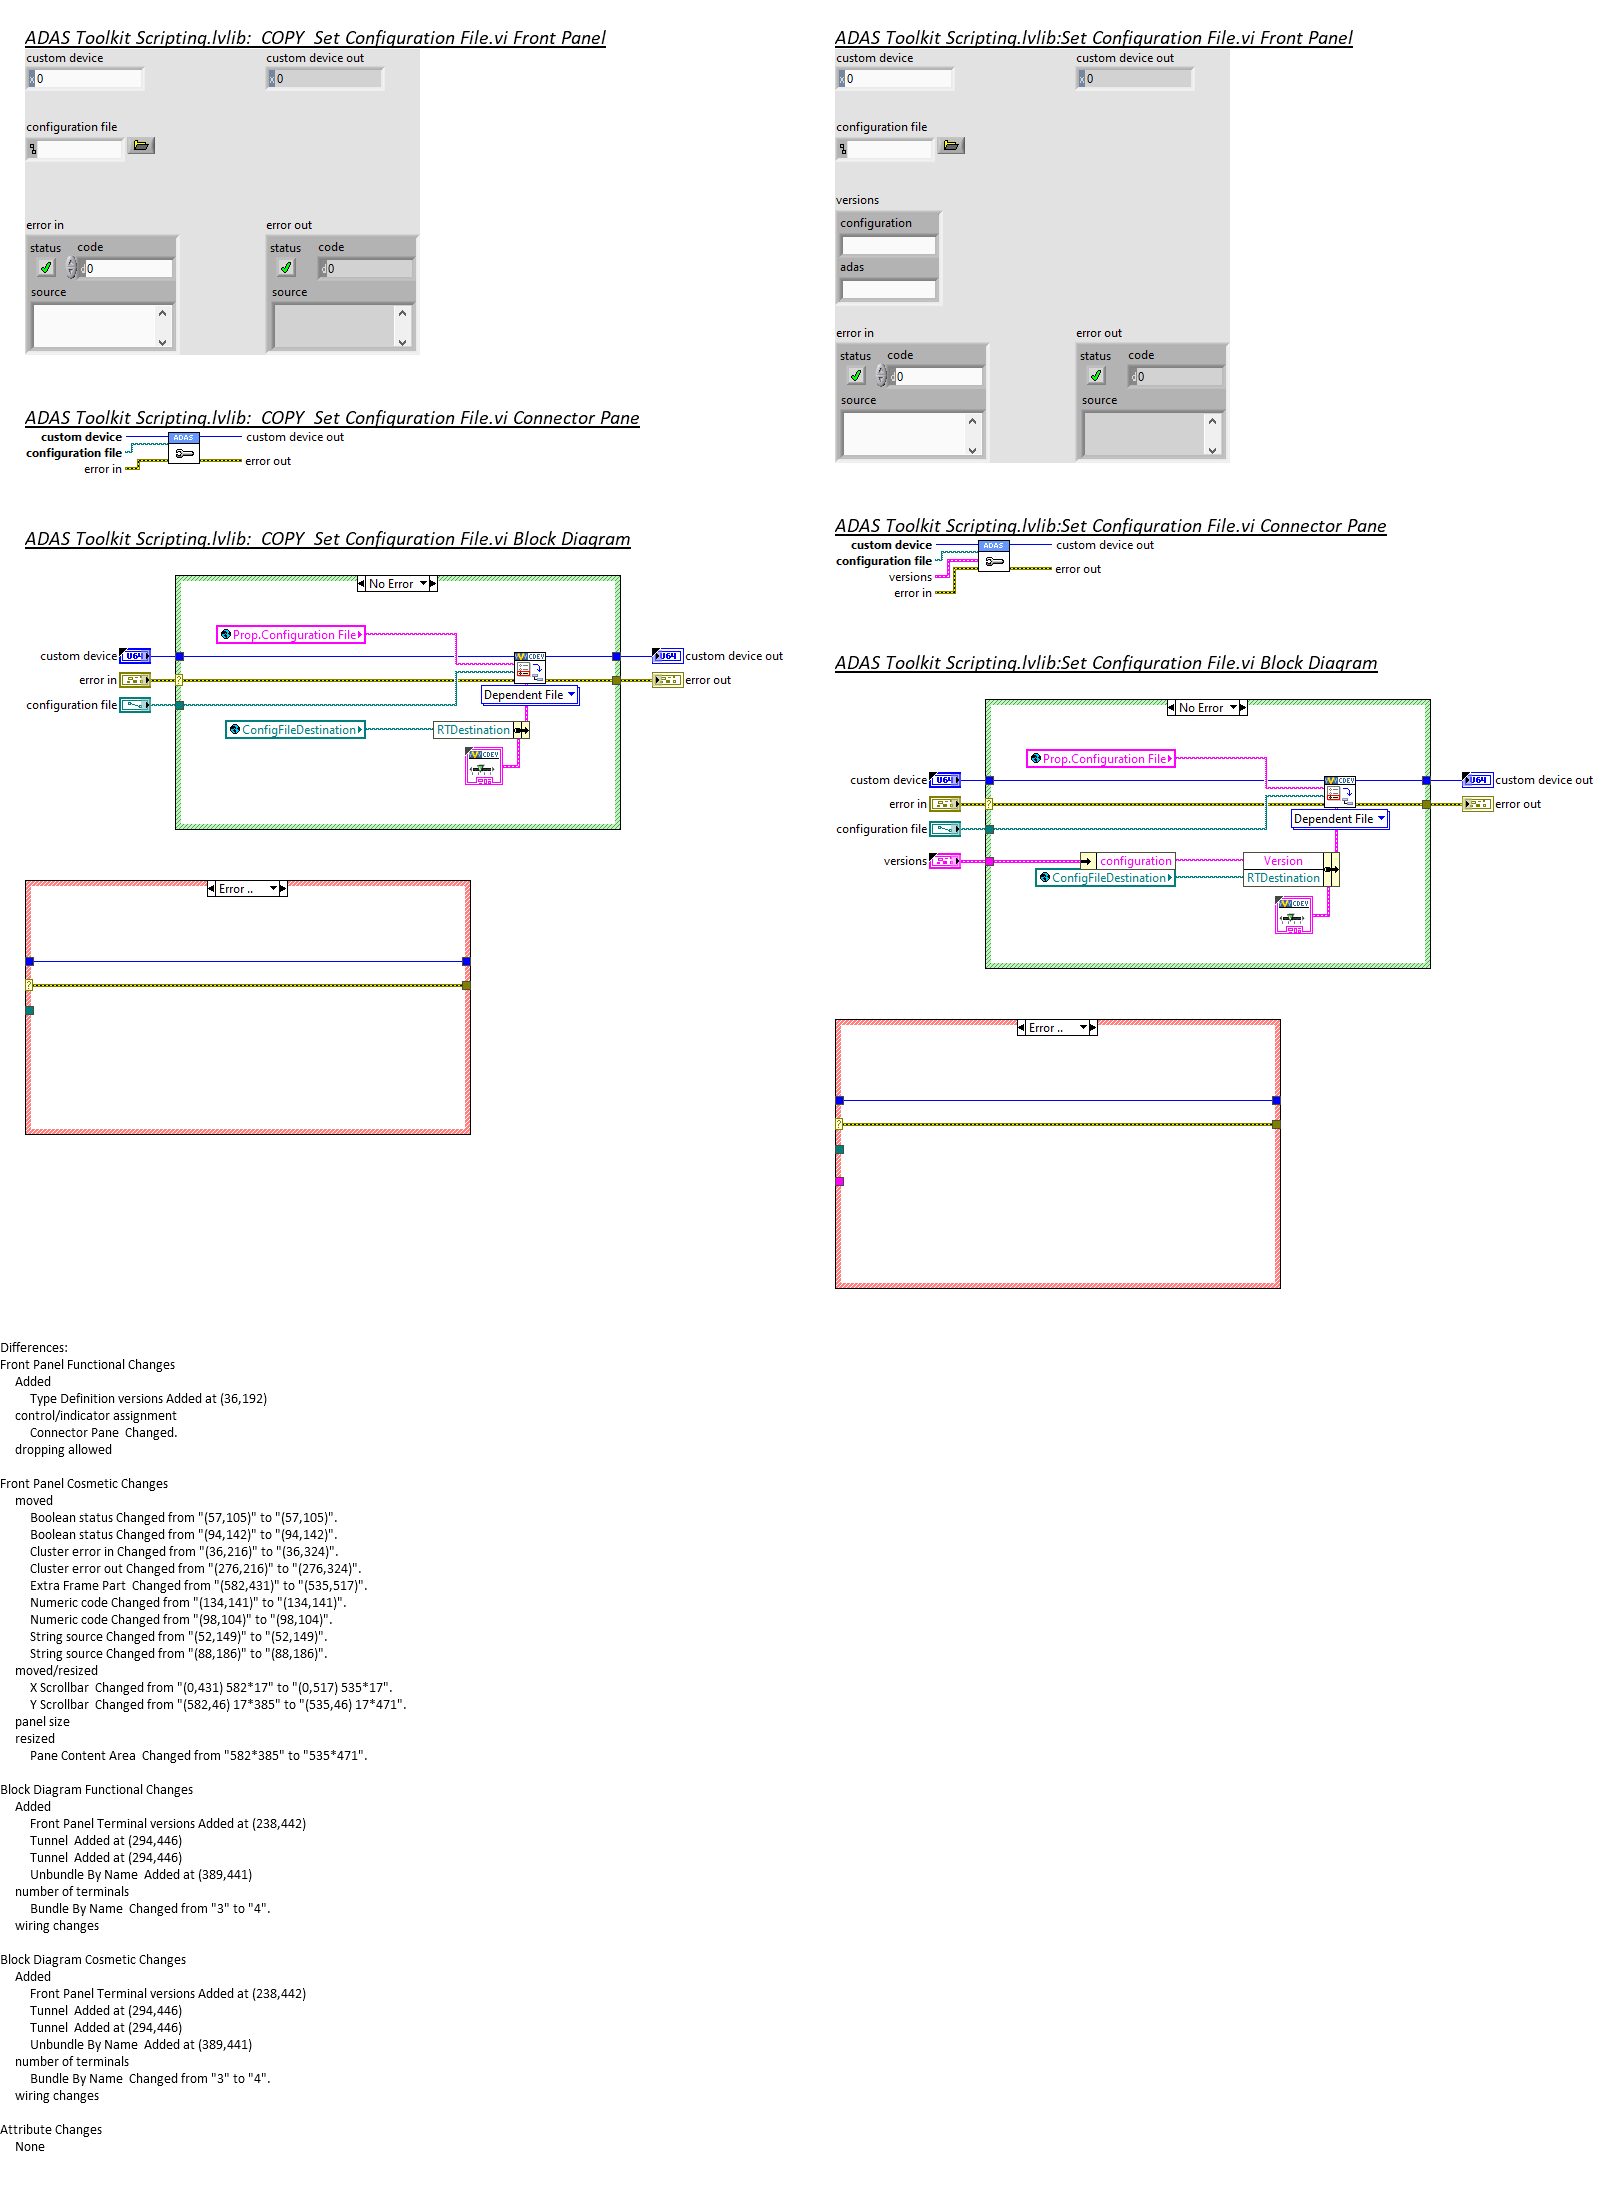 ADAS Toolkit Scripting.lvlib:  COPY  Set Configuration File.vi Front Panel
custom device
custom device out
x 0
x 0
configuration file
error in
error out
status
code
status
code
d 0
d 0
source
source
ADAS Toolkit Scripting.lvlib:  COPY  Set Configuration File.vi Connector Pane
custom device
ADAS
custom device out
configuration file
error in
error out
ADAS Toolkit Scripting.lvlib:  COPY  Set Configuration File.vi Block Diagram
No Error
Prop.Configuration File
custom device
U64
CDEV
U64
custom device out
error in
?
error out
Dependent File
configuration file
ConfigFileDestination
RTDestination
CDEV
Error ..
?
ADAS Toolkit Scripting.lvlib:Set Configuration File.vi Front Panel
custom device
custom device out
x 0
x 0
configuration file
versions
configuration
adas
error in
error out
status
code
status
code
d 0
d 0
source
source
ADAS Toolkit Scripting.lvlib:Set Configuration File.vi Connector Pane
custom device
ADAS
custom device out
configuration file
versions
error in
error out
ADAS Toolkit Scripting.lvlib:Set Configuration File.vi Block Diagram
No Error
Prop.Configuration File
custom device
U64
CDEV
U64
custom device out
error in
?
error out
Dependent File
configuration file
versions
configuration
Version
ConfigFileDestination
RTDestination
CDEV
Error ..
?
Differences:
Front Panel Functional Changes
Added
Type Definition versions Added at (36,192)
control/indicator assignment
Connector Pane  Changed.
dropping allowed
Front Panel Cosmetic Changes
moved
Boolean status Changed from "(57,105)" to "(57,105)".
Boolean status Changed from "(94,142)" to "(94,142)".
Cluster error in Changed from "(36,216)" to "(36,324)".
Cluster error out Changed from "(276,216)" to "(276,324)".
Extra Frame Part  Changed from "(582,431)" to "(535,517)".
Numeric code Changed from "(134,141)" to "(134,141)".
Numeric code Changed from "(98,104)" to "(98,104)".
String source Changed from "(52,149)" to "(52,149)".
String source Changed from "(88,186)" to "(88,186)".
moved/resized
X Scrollbar  Changed from "(0,431) 582*17" to "(0,517) 535*17".
Y Scrollbar  Changed from "(582,46) 17*385" to "(535,46) 17*471".
panel size
resized
Pane Content Area  Changed from "582*385" to "535*471".
Block Diagram Functional Changes
Added
Front Panel Terminal versions Added at (238,442)
Tunnel  Added at (294,446)
Tunnel  Added at (294,446)
Unbundle By Name  Added at (389,441)
number of terminals
Bundle By Name  Changed from "3" to "4".
wiring changes
Block Diagram Cosmetic Changes
Added
Front Panel Terminal versions Added at (238,442)
Tunnel  Added at (294,446)
Tunnel  Added at (294,446)
Unbundle By Name  Added at (389,441)
number of terminals
Bundle By Name  Changed from "3" to "4".
wiring changes
Attribute Changes
None